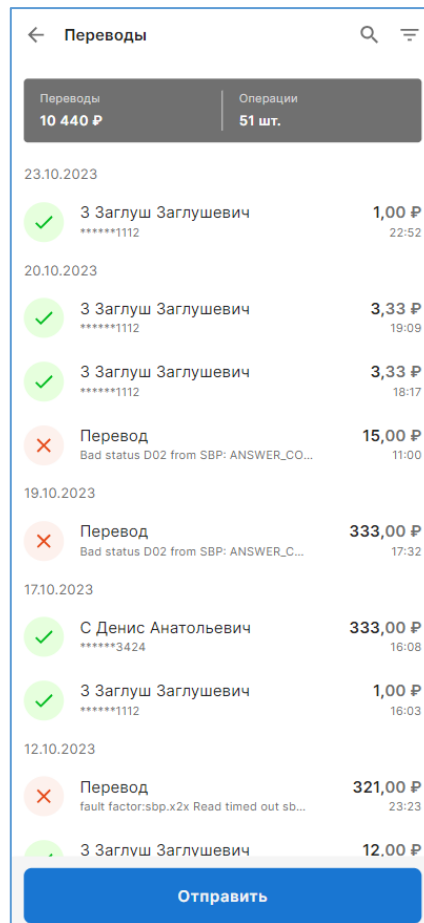 Переводы
Переводы Операции
10 440 ₽ 51 шт.
23.10.2023
З Заглуш Заглушевич 1,00 ₽
******1112 22:52
20.10.2023
З Заглуш Заглушевич 3,33 ₽
******1112 19:09
З Заглуш Заглушевич 3,33 ₽
******1112 18:17
Перевод 15,00 ₽
Bad status D02 from SBP: ANSWER_CO... 11:00
19.10.2023
Перевод 333,00 ₽
Bad status D02 from SBP: ANSWER_C... 17:32
17.10.2023
С Денис Анатольевич 333,00 ₽
******3424 16:08
З Заглуш Заглушевич 1,00 ₽
******1112 16:03
12.10.2023
Перевод 321,00 ₽
fault factor:sbp.x2x Read timed out sb... 23:23
З Заглуш Заглушевич 12,00 ₽
Отправить